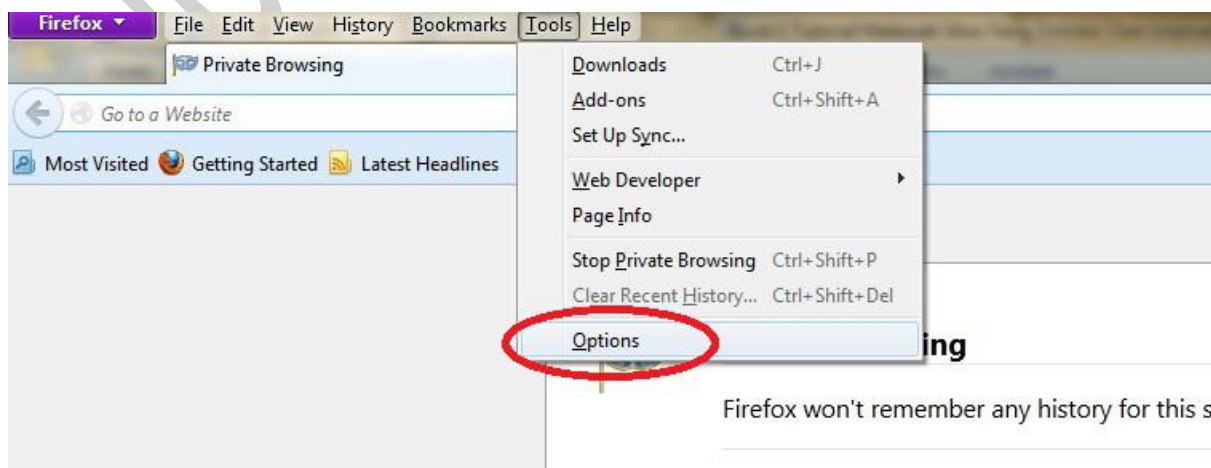 Firefox
File Edit View History Bookmarks Tools Help
Private Browsing
Go to a Website
Most Visited Getting Started Latest Headlines
Downloads Ctrl+J
Add-ons Ctrl+Shift+A
Set Up Sync...
Web Developer
Page Info
Stop Private Browsing Ctrl+Shift+P
Clear Recent History... Ctrl+Shift+Del
Options
ing
Firefox won't remember any history for this s